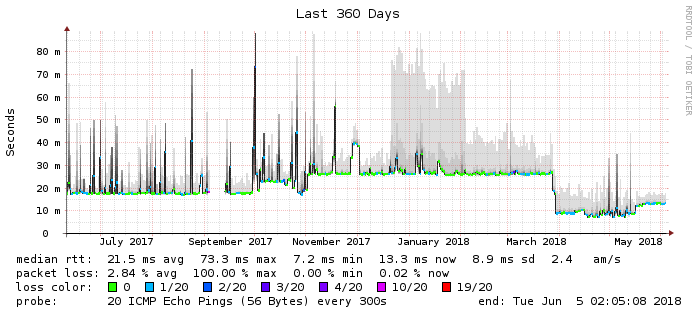 Last 360 Days
RRDTOOL / TOBI OETIKER
Seconds
80 m
70 m
60 m
50 m
40 m
30 m
20 m
10 m
0
July 2017 September 2017 November 2017 January 2018 March 2018 May 2018
median rtt: 21.5 ms avg 73.3 ms max 7.2 ms min 13.3 ms now 8.9 ms sd 2.4 am/s
packet loss: 2.84 % avg 100.00 % max 0.00 % min 0.02 % now
loss color: 0 1/20 2/20 3/20 4/20 10/20 19/20
probe: 20 ICMP Echo Pings (56 Bytes) every 300s end: Tue Jun 5 02:05:08 2018